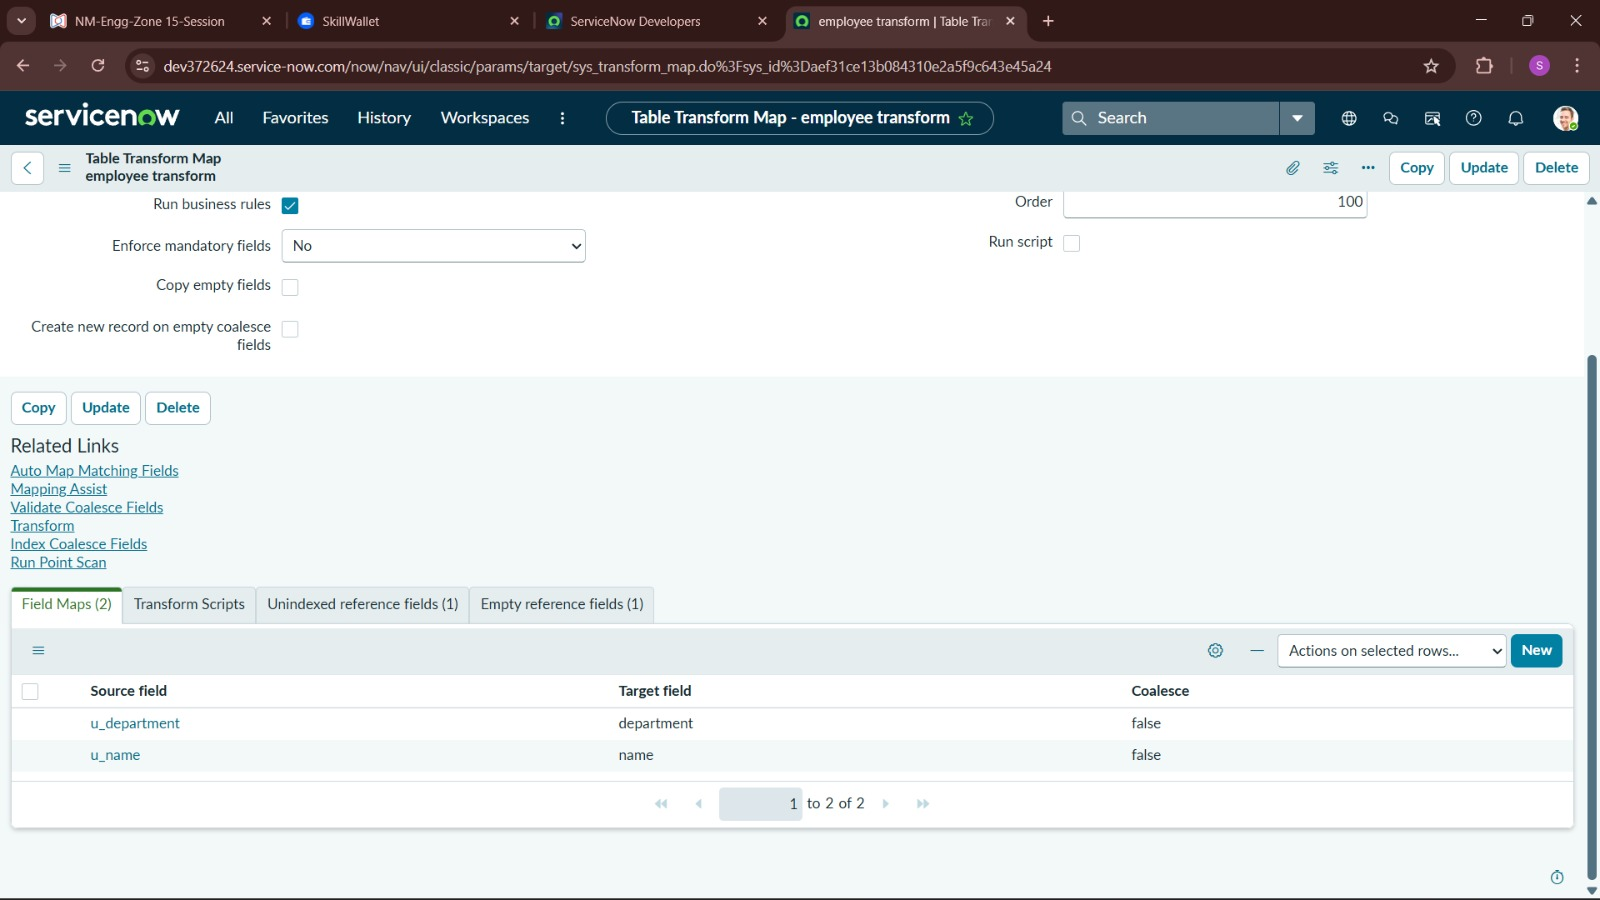 NM-Engg-Zone 15-Session
SkillWallet
ServiceNow Developers
employee transform | Table Tra
dev372624.service-now.com/now/nav/ui/classic/params/target/sys_transform_map.do%3Fsys_id%3Daef31ce13b084310e2a5f9c643e45a24
S
servicenow
All
Favorites
History
Workspaces
Table Transform Map - employee transform
Search
Table Transform Map
employee transform
Copy
Update
Delete
Run business rules
Order
100
Enforce mandatory fields
No
Run script
Copy empty fields
Create new record on empty coalesce
fields
Copy
Update
Delete
Related Links
Auto Map Matching Fields
Mapping Assist
Validate Coalesce Fields
Transform
Index Coalesce Fields
Run Point Scan
Field Maps (2)
Transform Scripts
Unindexed reference fields (1)
Empty reference fields (1)
Actions on selected rows...
New
Source field
Target field
Coalesce
u_department
department
false
u_name
name
false
1 to 2 of 2